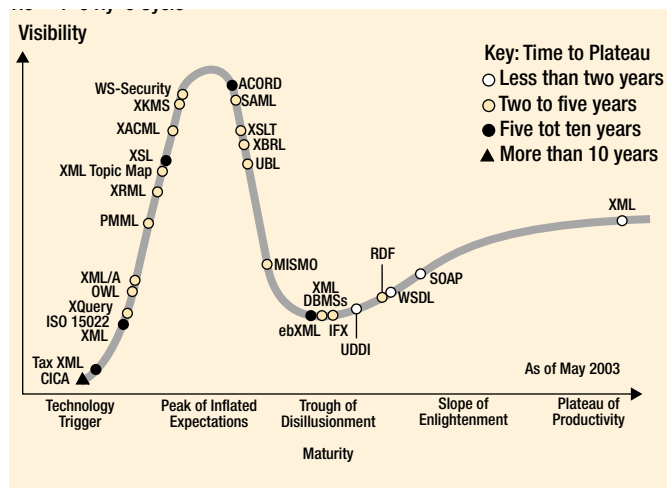 Visibility
Key: Time to Plateau
Less than two years
Two to five years
Five tot ten years
More than 10 years
WS-Security
XKMS
XACML
XSL
XML Topic Map
XRML
PMML
XML/A
OWL
XQuery
ISO 15022
XML
Tax XML
CICA
ACORD
SAML
XSLT
XBRL
UBL
MISMO
XML
DBMSs
ebXML
IFX
UDDI
RDF
WSDL
SOAP
XML
As of May 2003
Technology
Trigger
Peak of Inflated
Expectations
Trough of
Disillusionment
Slope of
Enlightenment
Plateau of
Productivity
Maturity